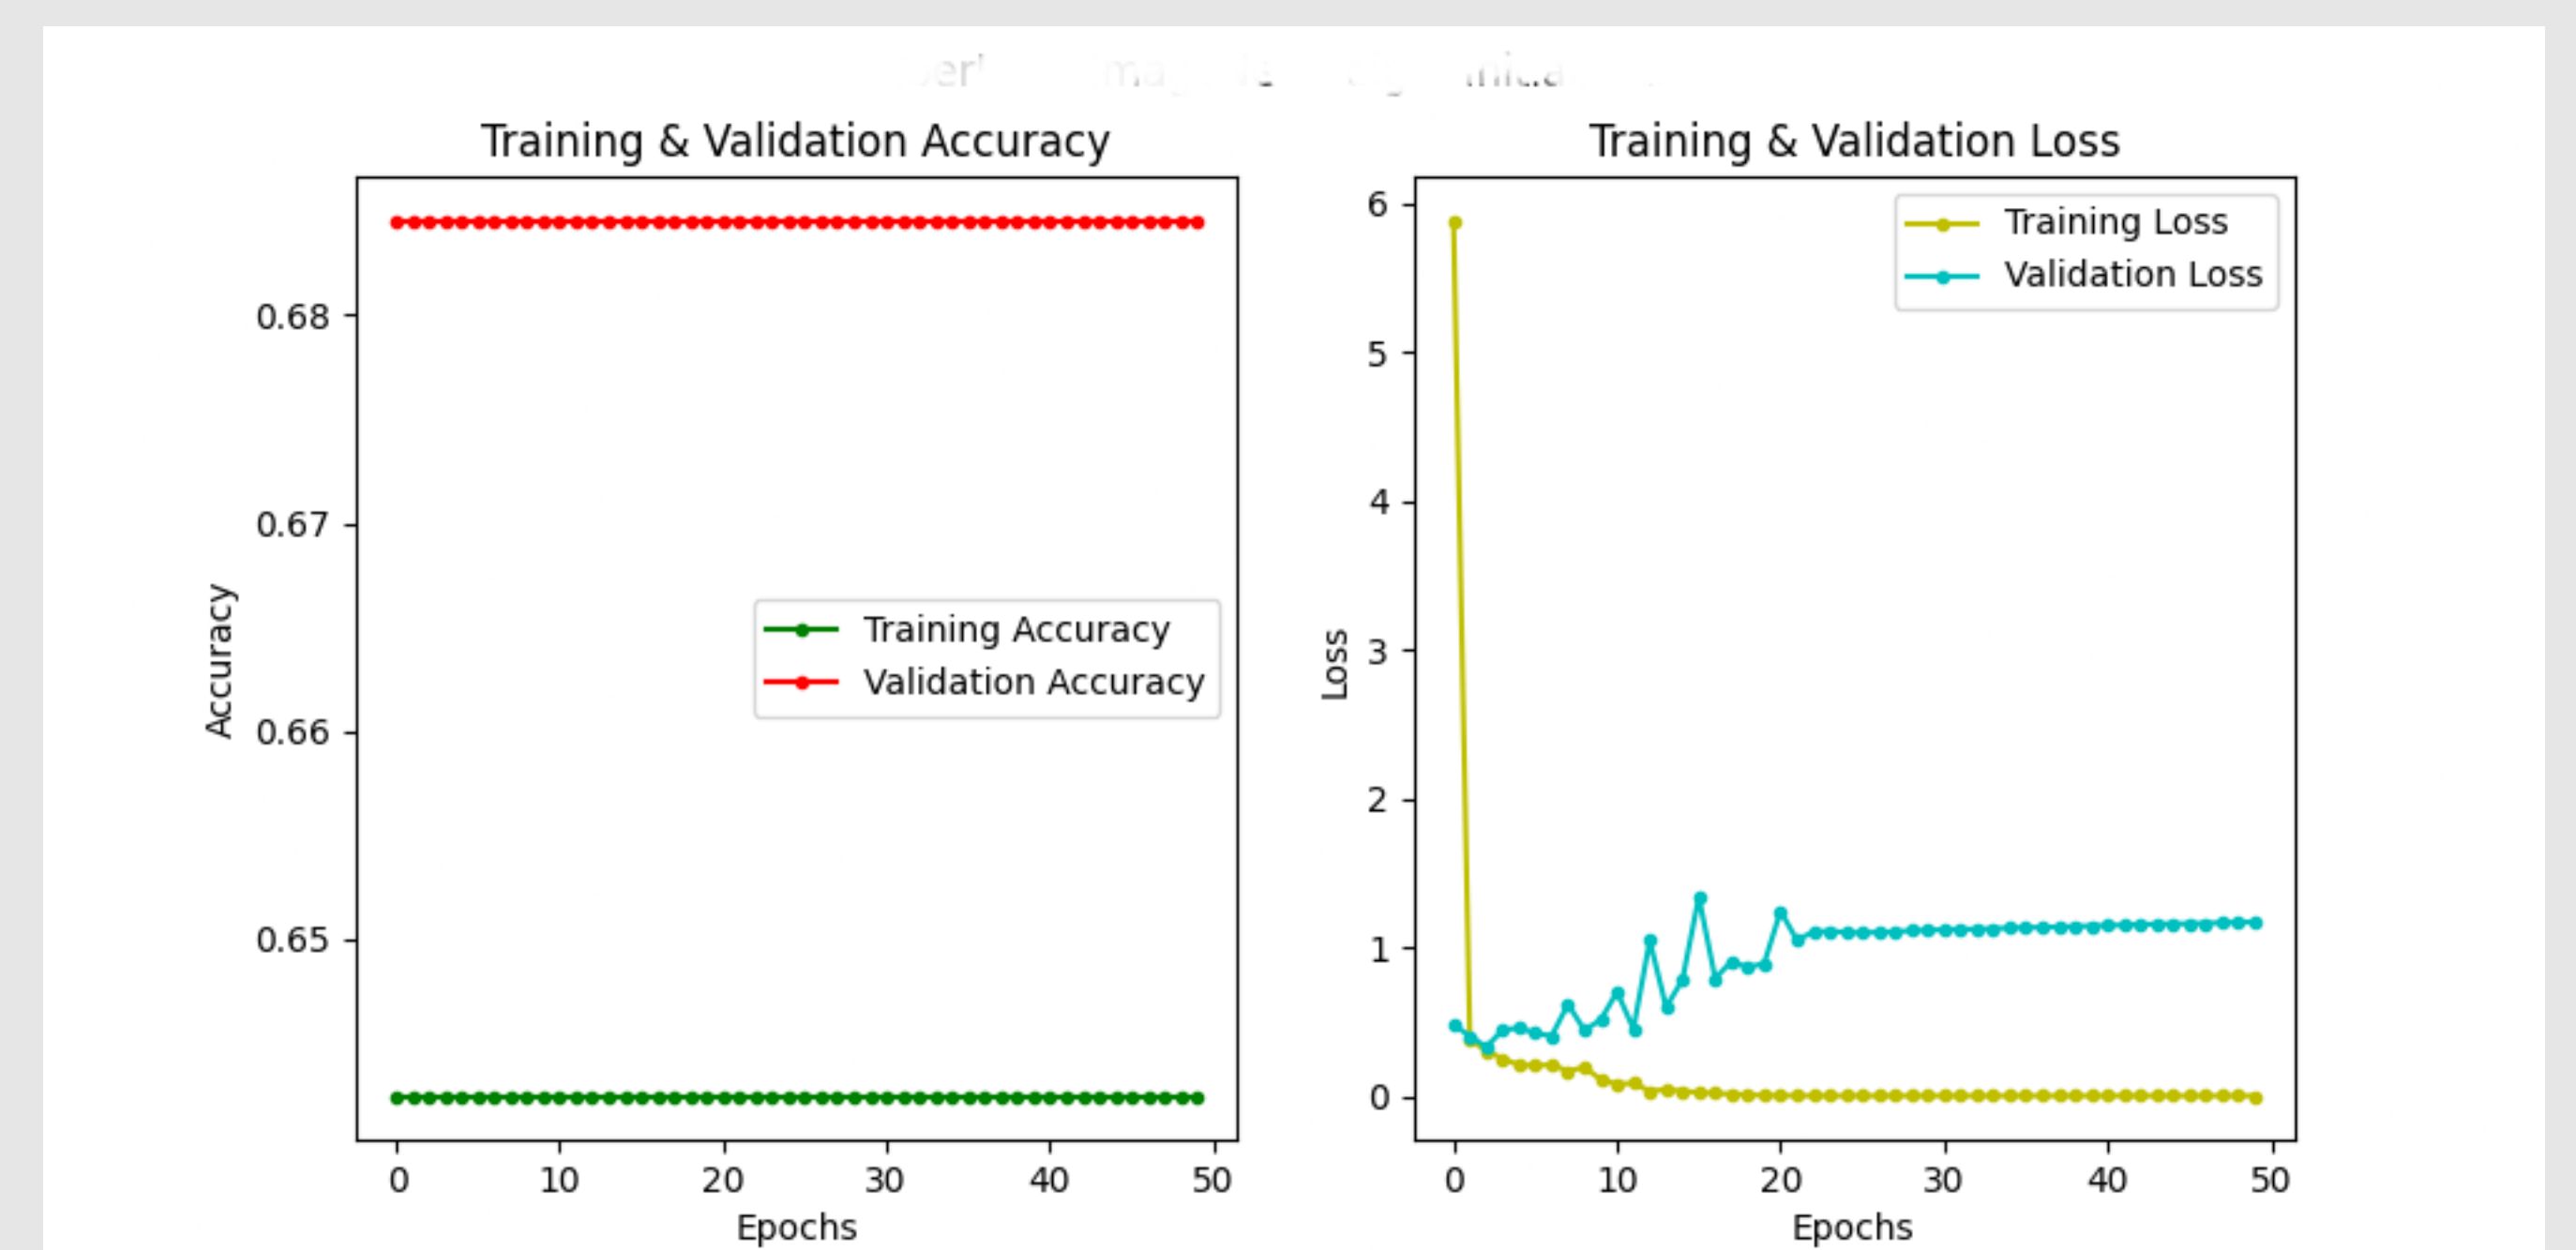 Training & Validation Accuracy
Accuracy
0.68
0.67
0.66
0.65
Training Accuracy
Validation Accuracy
0 10 20 30 40 50
Epochs
Training & Validation Loss
Loss
6
5
4
3
2
1
0
Training Loss
Validation Loss
0 10 20 30 40 50
Epochs